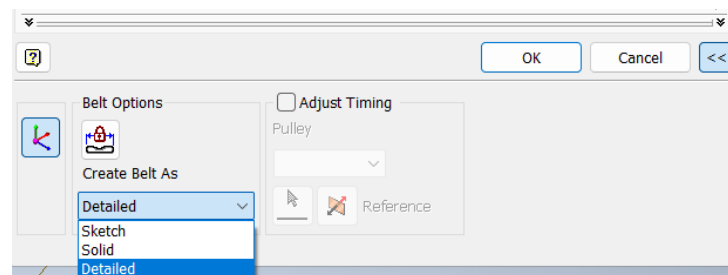 OK
Cancel
<<
Belt Options
Adjust Timing
Pulley
Create Belt As
Detailed
Reference
Sketch
Solid
Detailed